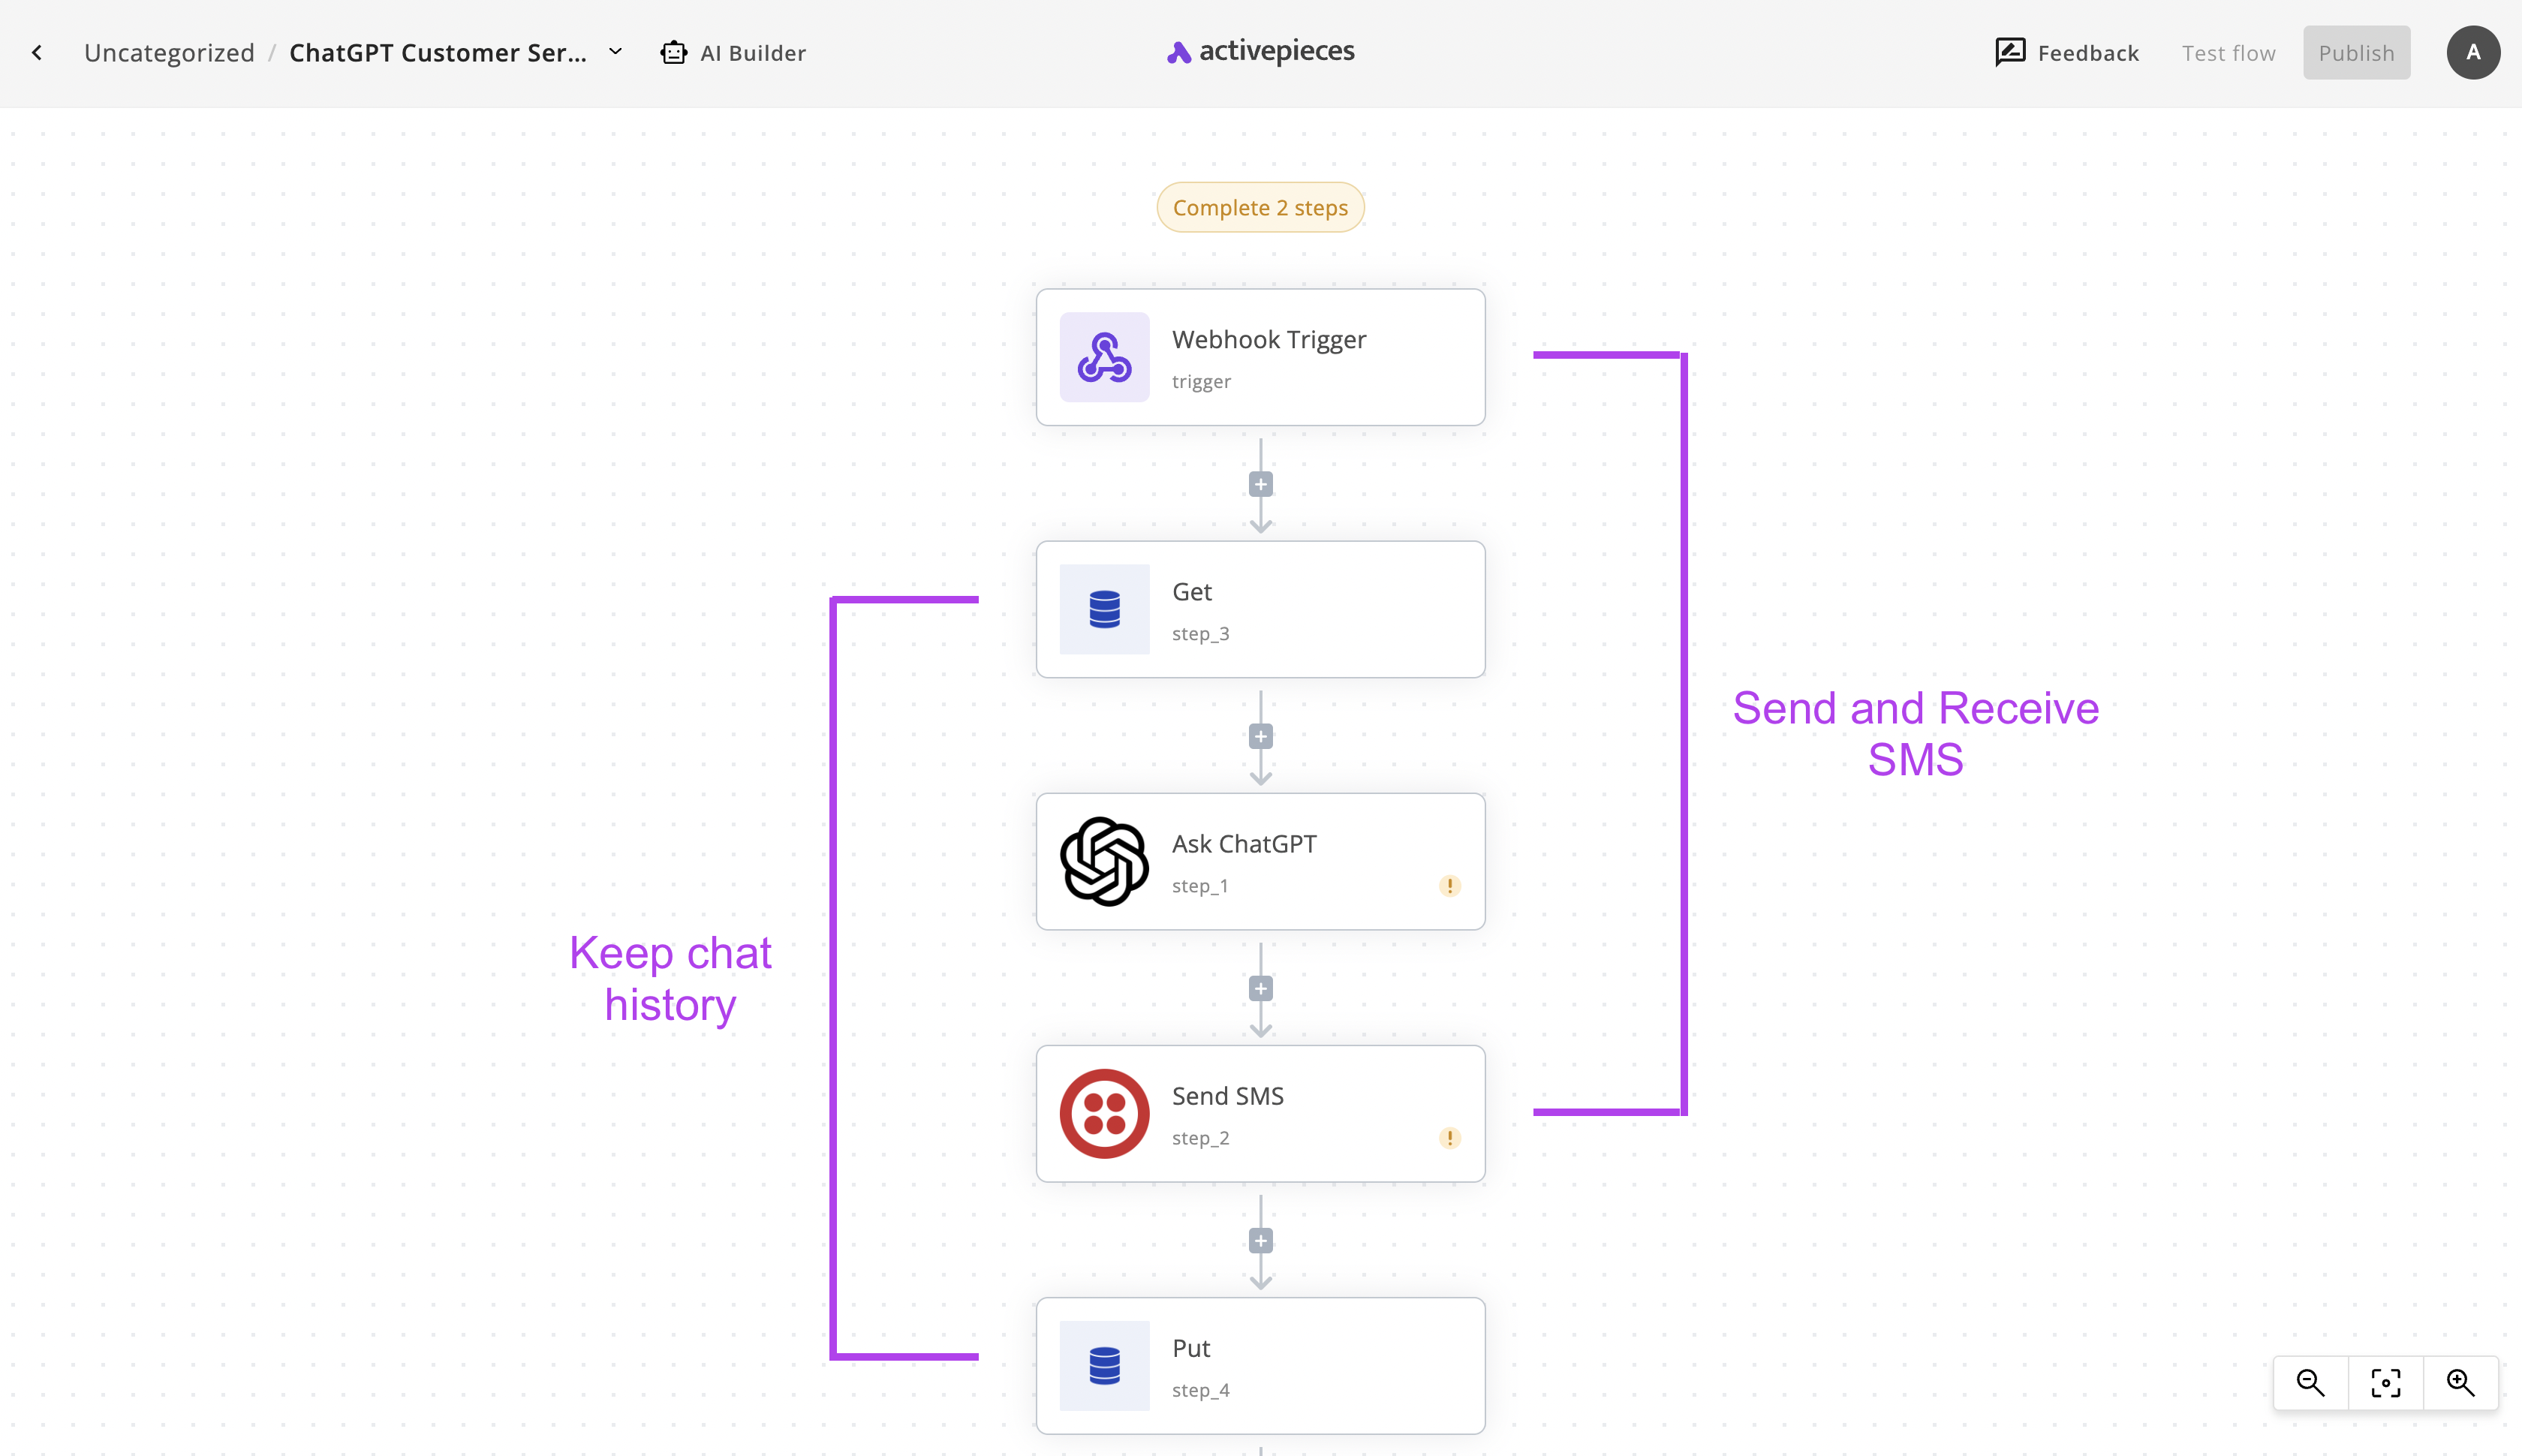 Uncategorized / ChatGPT Customer Ser...
AI Builder
activepieces
Feedback
Test flow
Publish
A
Complete 2 steps
Webhook Trigger
trigger
Get
step_3
Ask ChatGPT
step_1
!
Send SMS
step_2
!
Put
step_4
Keep chat
history
Send and Receive
SMS